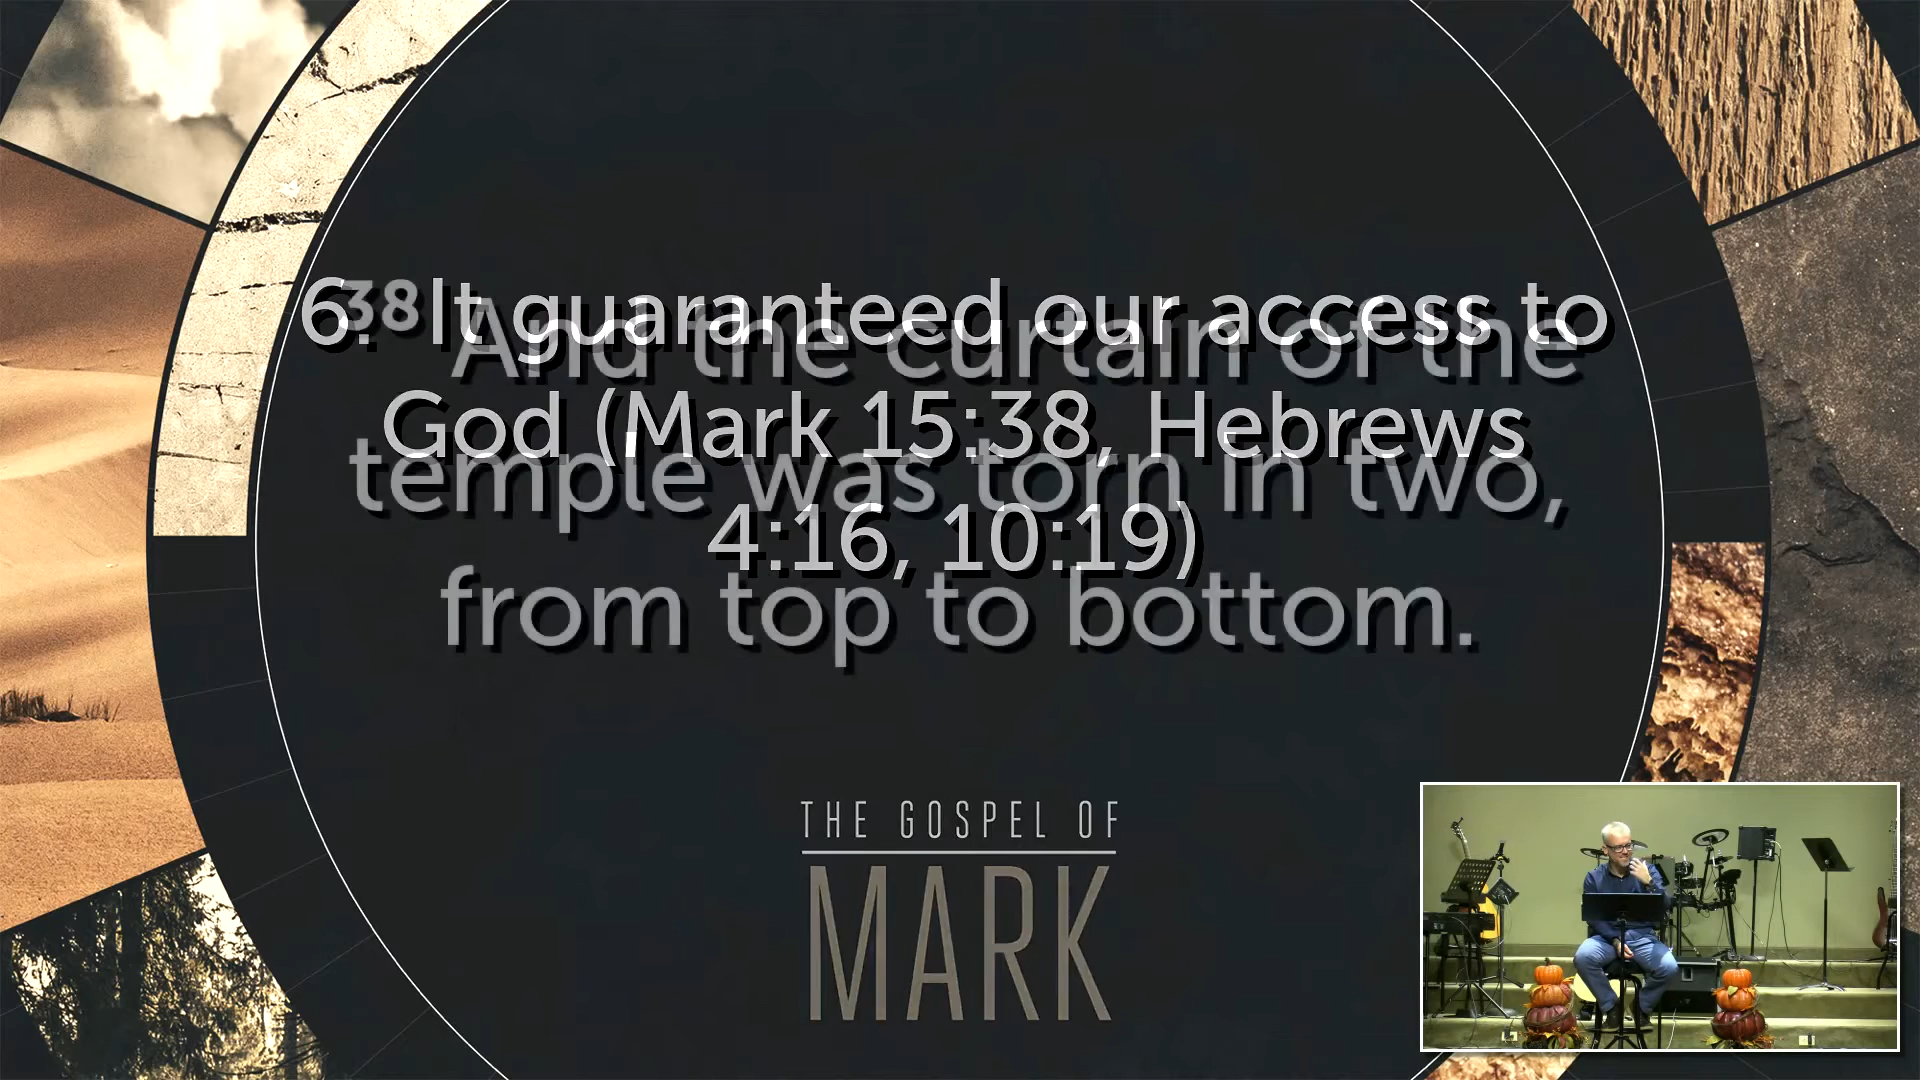 6. It guaranteed our access to
God (Mark 15:38, Hebrews
4:16, 10:19)
38 And the curtain of the
temple was torn in two,
from top to bottom.
THE GOSPEL OF
MARK